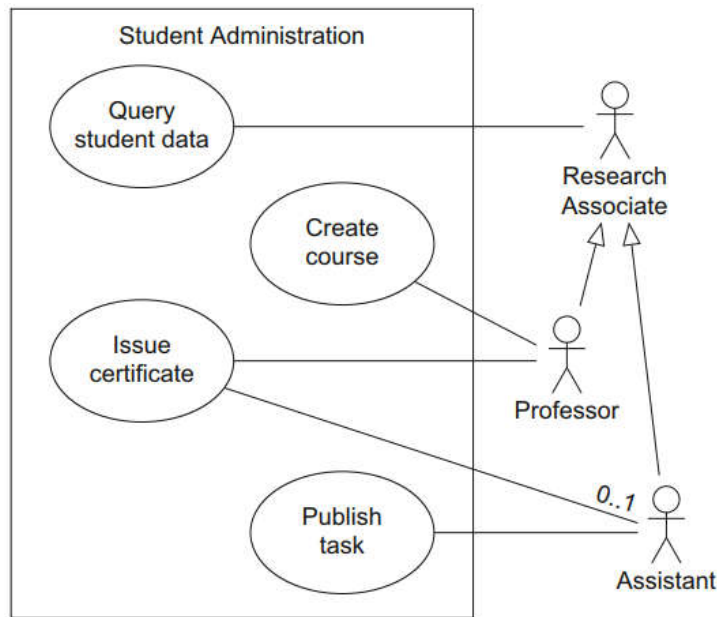 Student Administration
Query
student data
Research
Associate
Create
course
Issue
certificate
Professor
Publish
task
0..1
Assistant